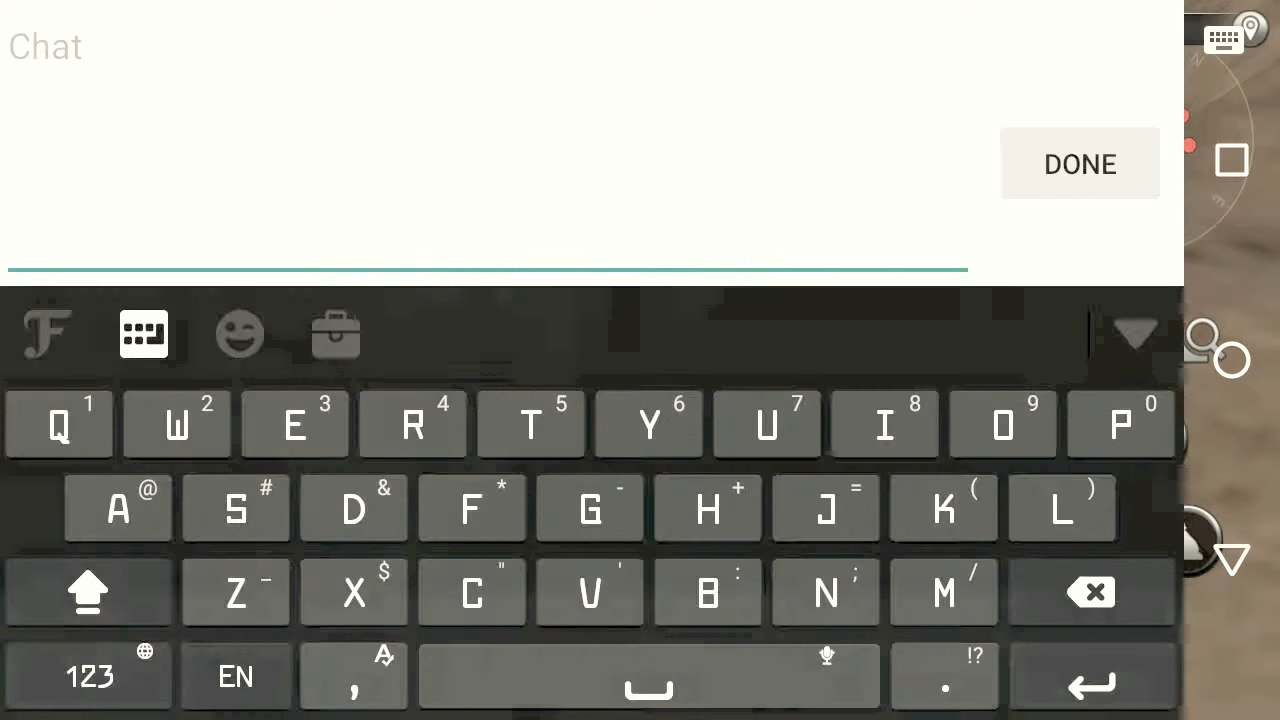 Chat
DONE
Q 1 W 2 E 3 R 4 T 5 Y 6 U 7 I 8 O 9 P 0
A @ S # D & F * G - H + J = K ( L )
Z _ X $ C " V ' B : N ; M /
123 EN , . !?
N
E